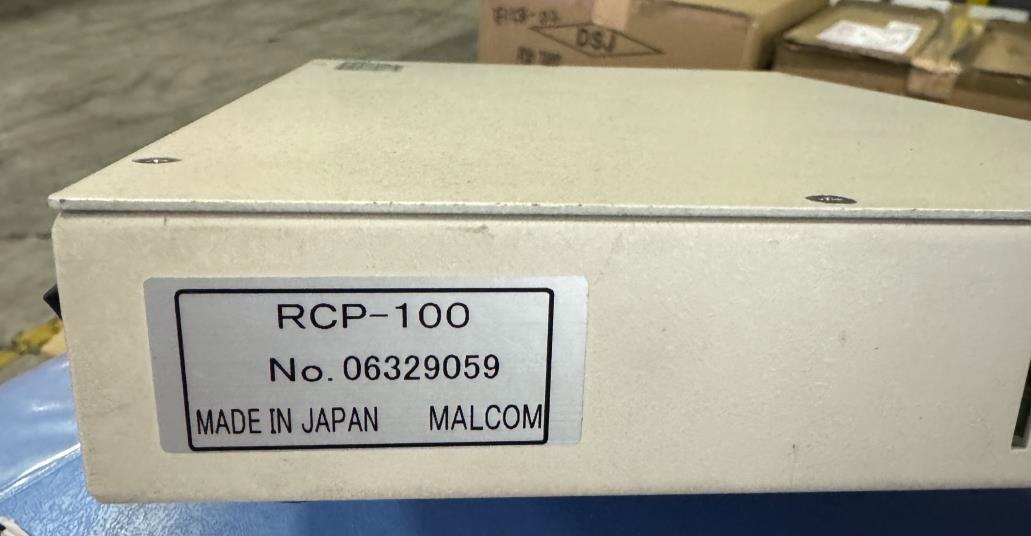 DSJ
RCP-100
No. 06329059
MADE IN JAPAN MALCOM